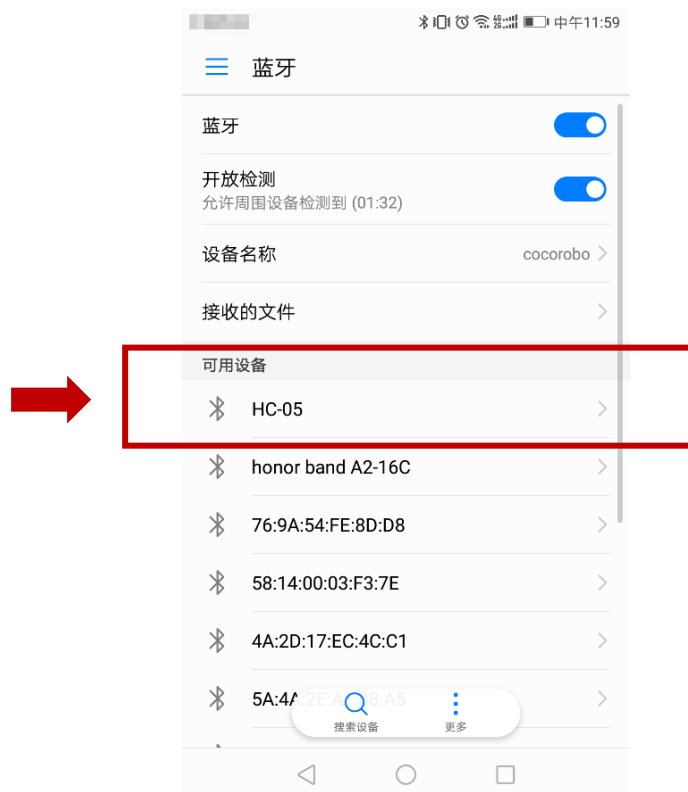 中午11:59
蓝牙
蓝牙
开放检测
允许周围设备检测到 (01:32)
设备名称 cocorobo
接收的文件
可用设备
HC-05
honor band A2-16C
76:9A:54:FE:8D:D8
58:14:00:03:F3:7E
4A:2D:17:EC:4C:C1
搜索设备 更多